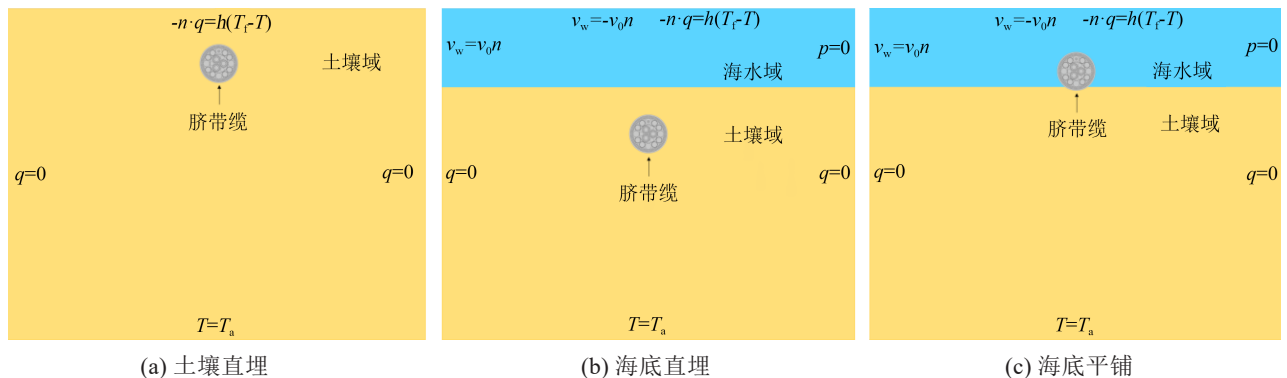 -n·q=h(Tf-T)
土壤域
脐带缆
q=0
q=0
T=Ta
(a) 土壤直埋
vw=-v0n -n·q=h(Tf-T)
vw=v0n
p=0
海水域
土壤域
脐带缆
q=0
q=0
T=Ta
(b) 海底直埋
vw=-v0n -n·q=h(Tf-T)
vw=v0n
p=0
海水域
脐带缆
土壤域
q=0
q=0
T=Ta
(c) 海底平铺